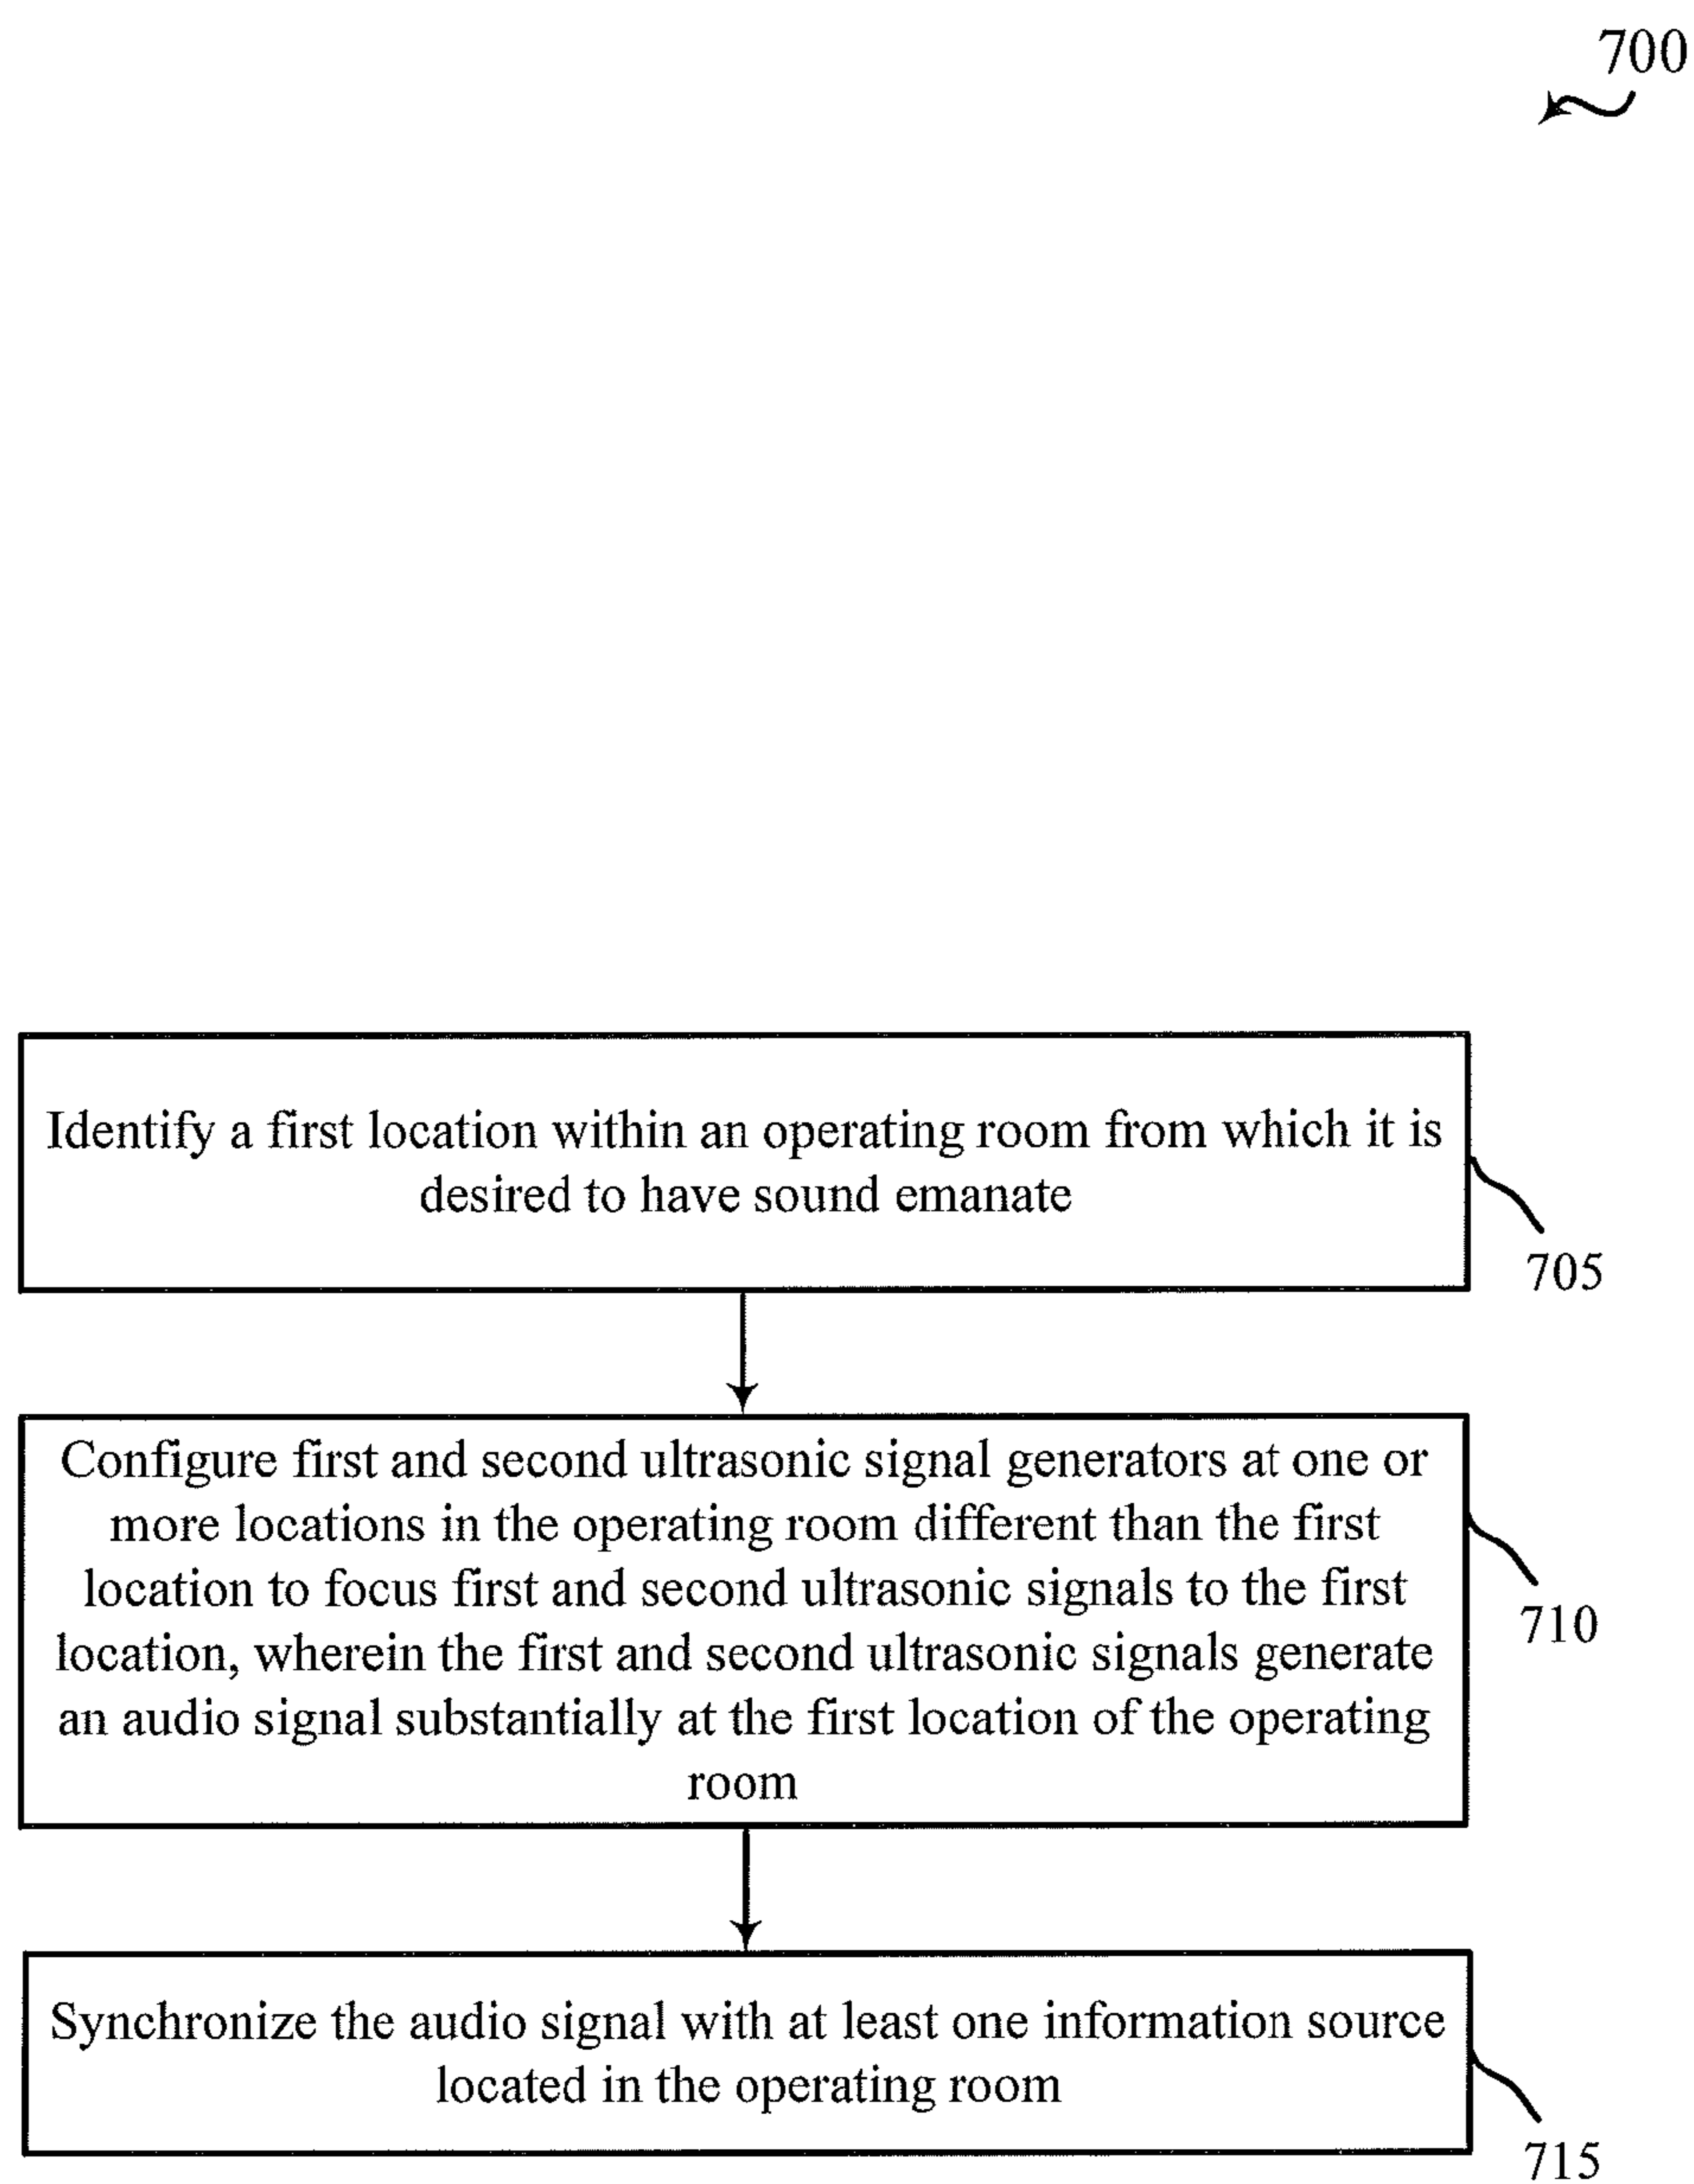 700
Identify a first location within an operating room from which it is
desired to have sound emanate
705
Configure first and second ultrasonic signal generators at one or
more locations in the operating room different than the first
location to focus first and second ultrasonic signals to the first
location, wherein the first and second ultrasonic signals generate
an audio signal substantially at the first location of the operating
room
710
Synchronize the audio signal with at least one information source
located in the operating room
715